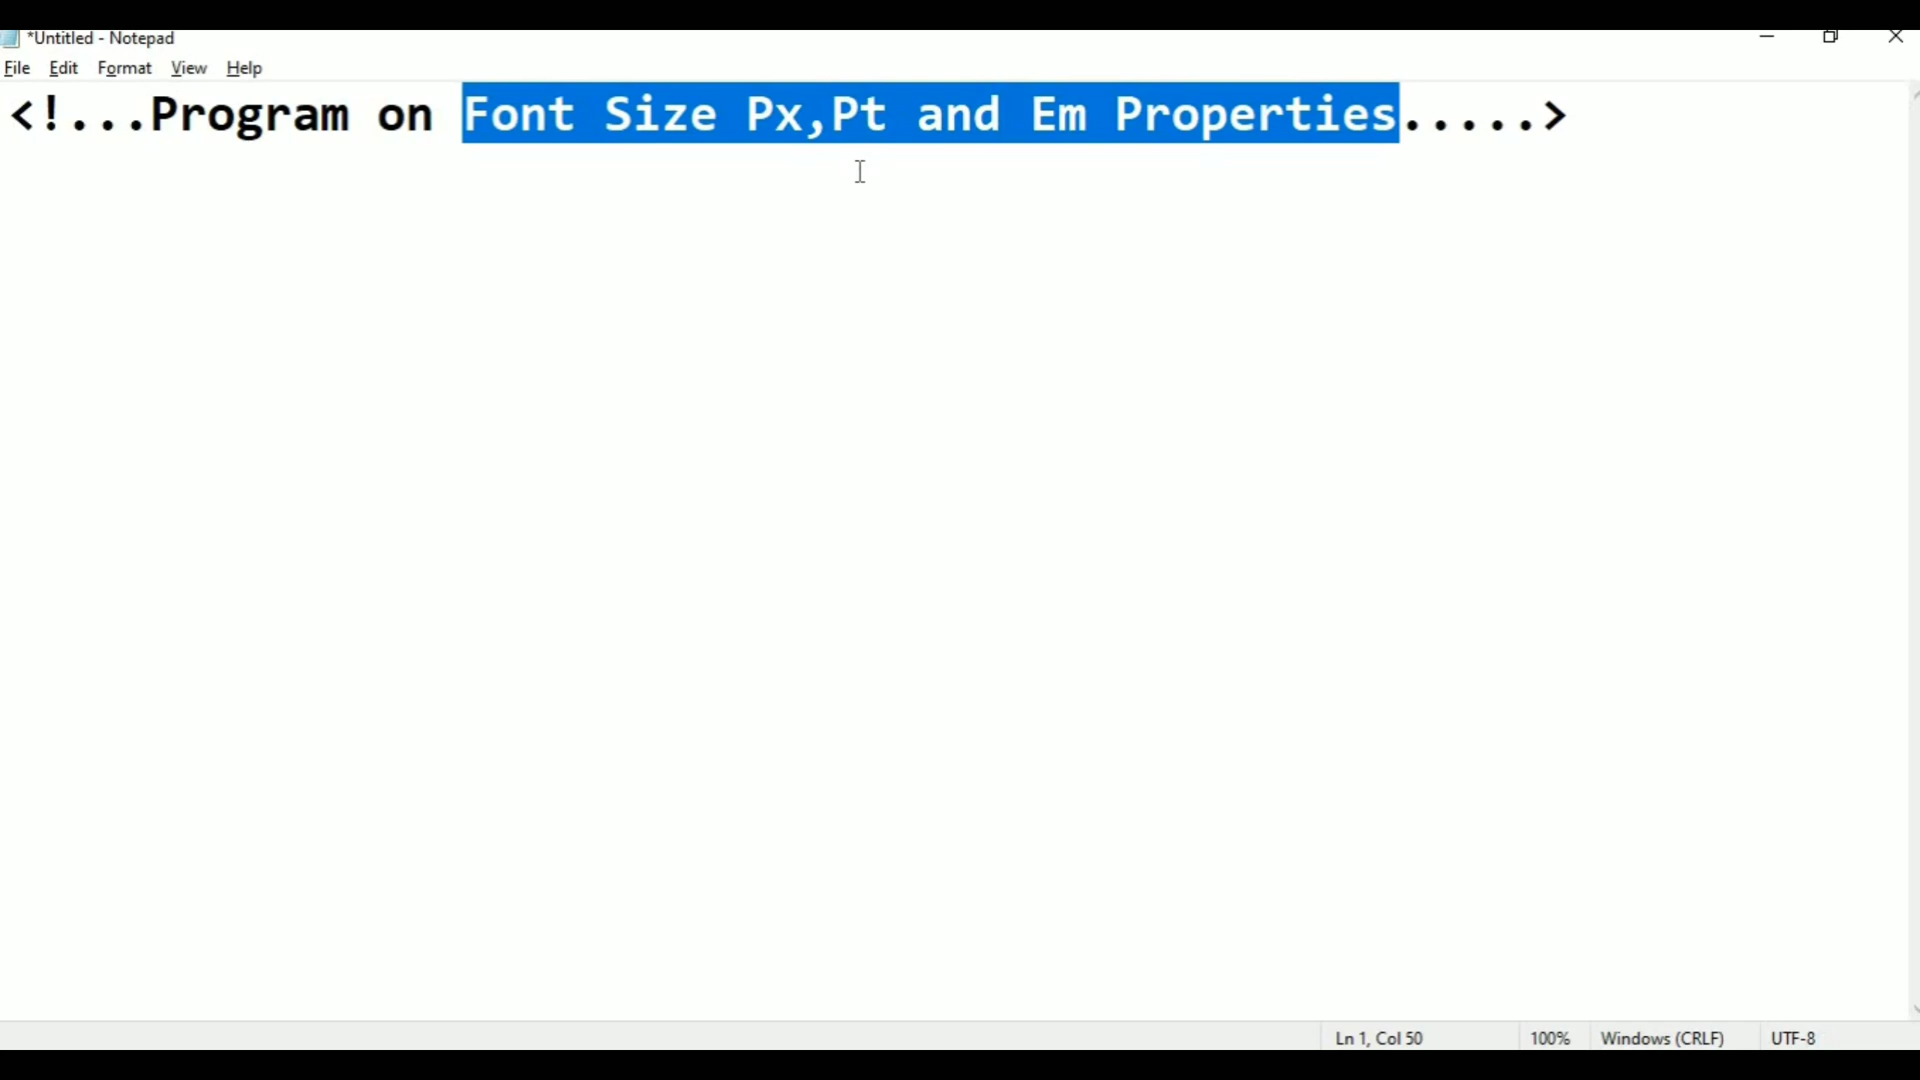 *Untitled - Notepad
File Edit Format View Help
<!...Program on Font Size Px,Pt and Em Properties.....>
Ln 1, Col 50 100% Windows (CRLF) UTF-8